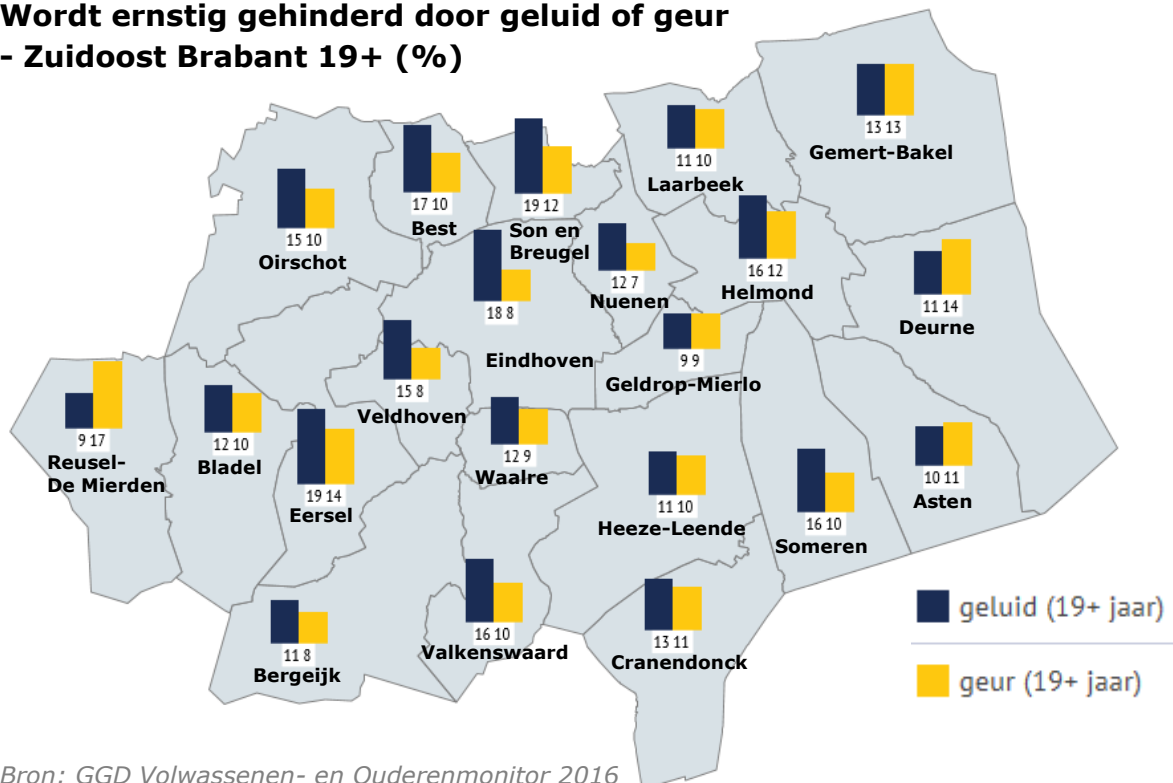 Wordt ernstig gehinderd door geluid of geur
- Zuidoost Brabant 19+ (%)
13 13
Gemert-Bakel
11 10
Laarbeek
17 10
Best
19 12
Son en
Breugel
15 10
Oirschot
12 7
Nuenen
16 12
Helmond
11 14
Deurne
18 8
Eindhoven
9 9
Geldrop-Mierlo
15 8
Veldhoven
9 17
Reusel-
De Mierden
12 10
Bladel
19 14
Eersel
12 9
Waalre
11 10
Heeze-Leende
16 10
Someren
10 11
Asten
11 8
Bergeijk
16 10
Valkenswaard
13 11
Cranendonck
geluid (19+ jaar)
geur (19+ jaar)
Bron: GGD Volwassenen- en Ouderenmonitor 2016